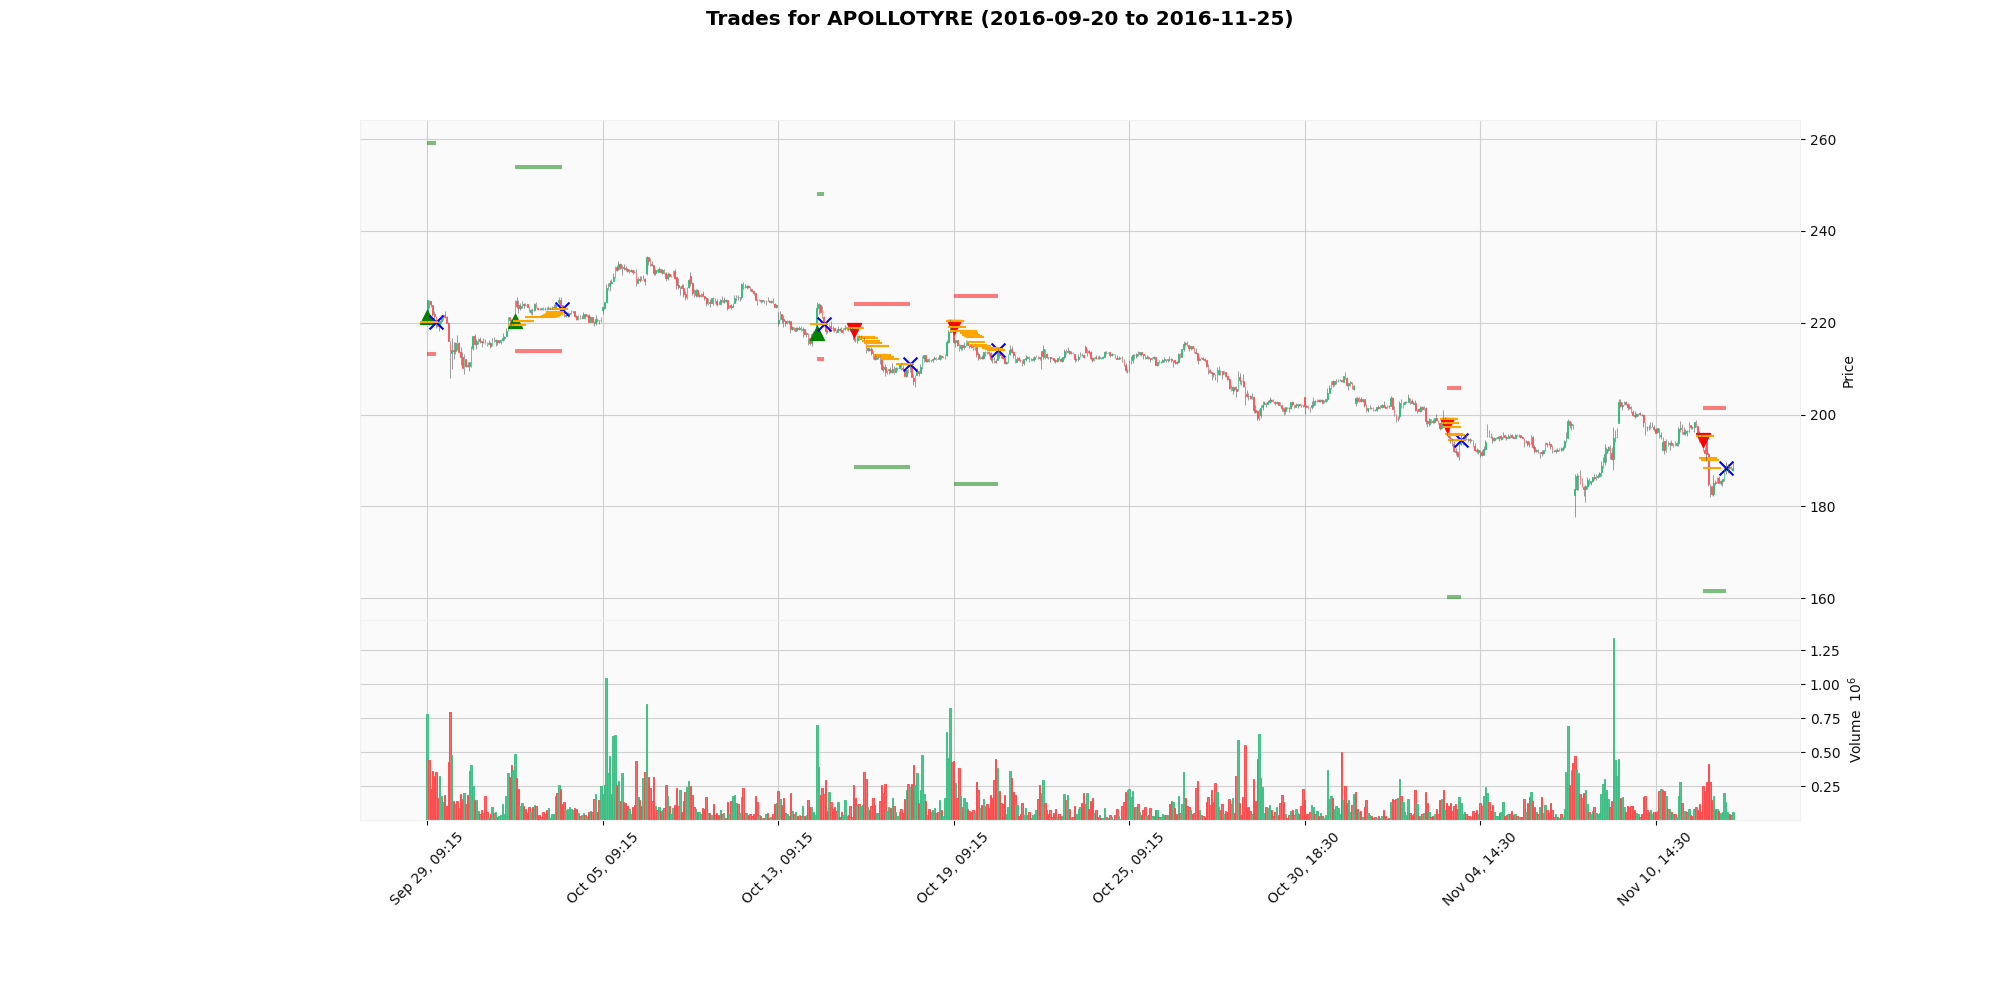 Trades for APOLLOTYRE (2016-09-20 to 2016-11-25)
260
240
220
200
180
160
Price
1.25
1.00
0.75
0.50
0.25
Volume 10⁶
Sep 29, 09:15
Oct 05, 09:15
Oct 13, 09:15
Oct 19, 09:15
Oct 25, 09:15
Oct 30, 18:30
Nov 04, 14:30
Nov 10, 14:30